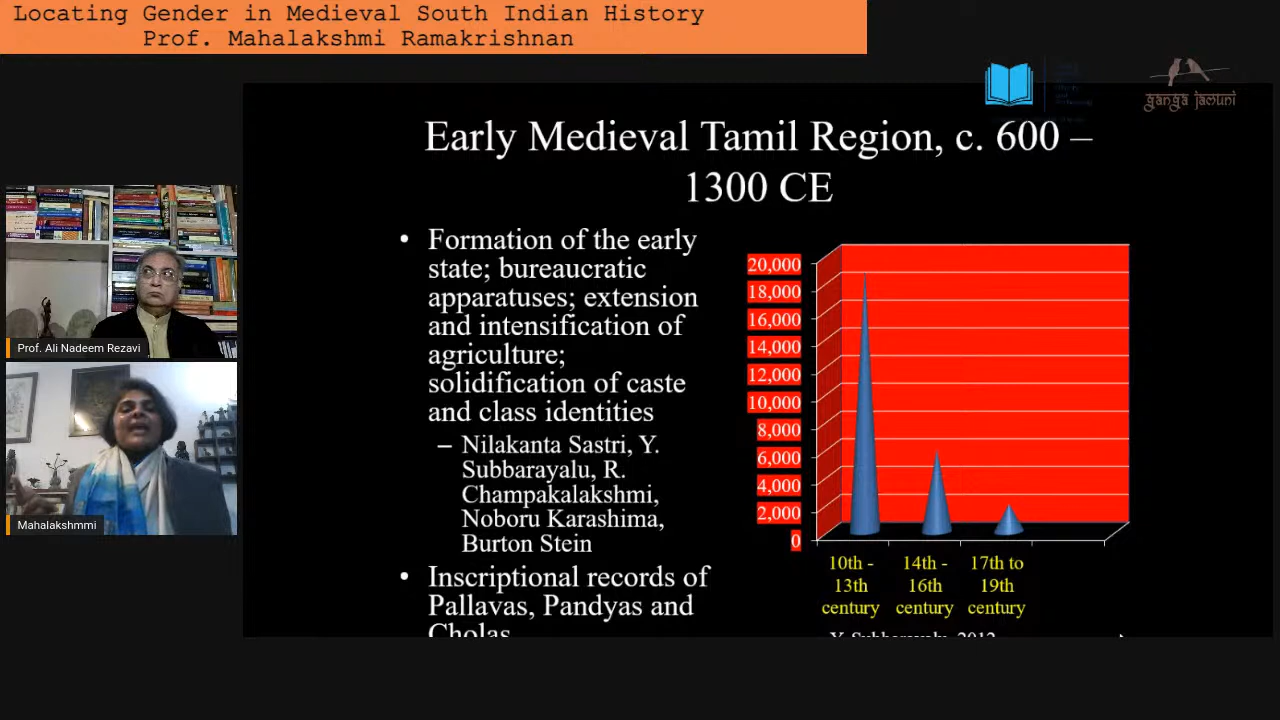 Locating Gender in Medieval South Indian History
Prof. Mahalakshmi Ramakrishnan
ganga jamuni
Early Medieval Tamil Region, c. 600 –
1300 CE
• Formation of the early
state; bureaucratic
apparatuses; extension
and intensification of
agriculture;
solidification of caste
and class identities
– Nilakanta Sastri, Y.
Subbarayalu, R.
Champakalakshmi,
Noboru Karashima,
Burton Stein
• Inscriptional records of
Pallavas, Pandyas and
Cholas
20,000
18,000
16,000
14,000
12,000
10,000
8,000
6,000
4,000
2,000
0
10th -
13th
century
14th -
16th
century
17th to
19th
century
Y. Subbarayalu, 2012
Prof. Ali Nadeem Rezavi
Mahalakshmmi